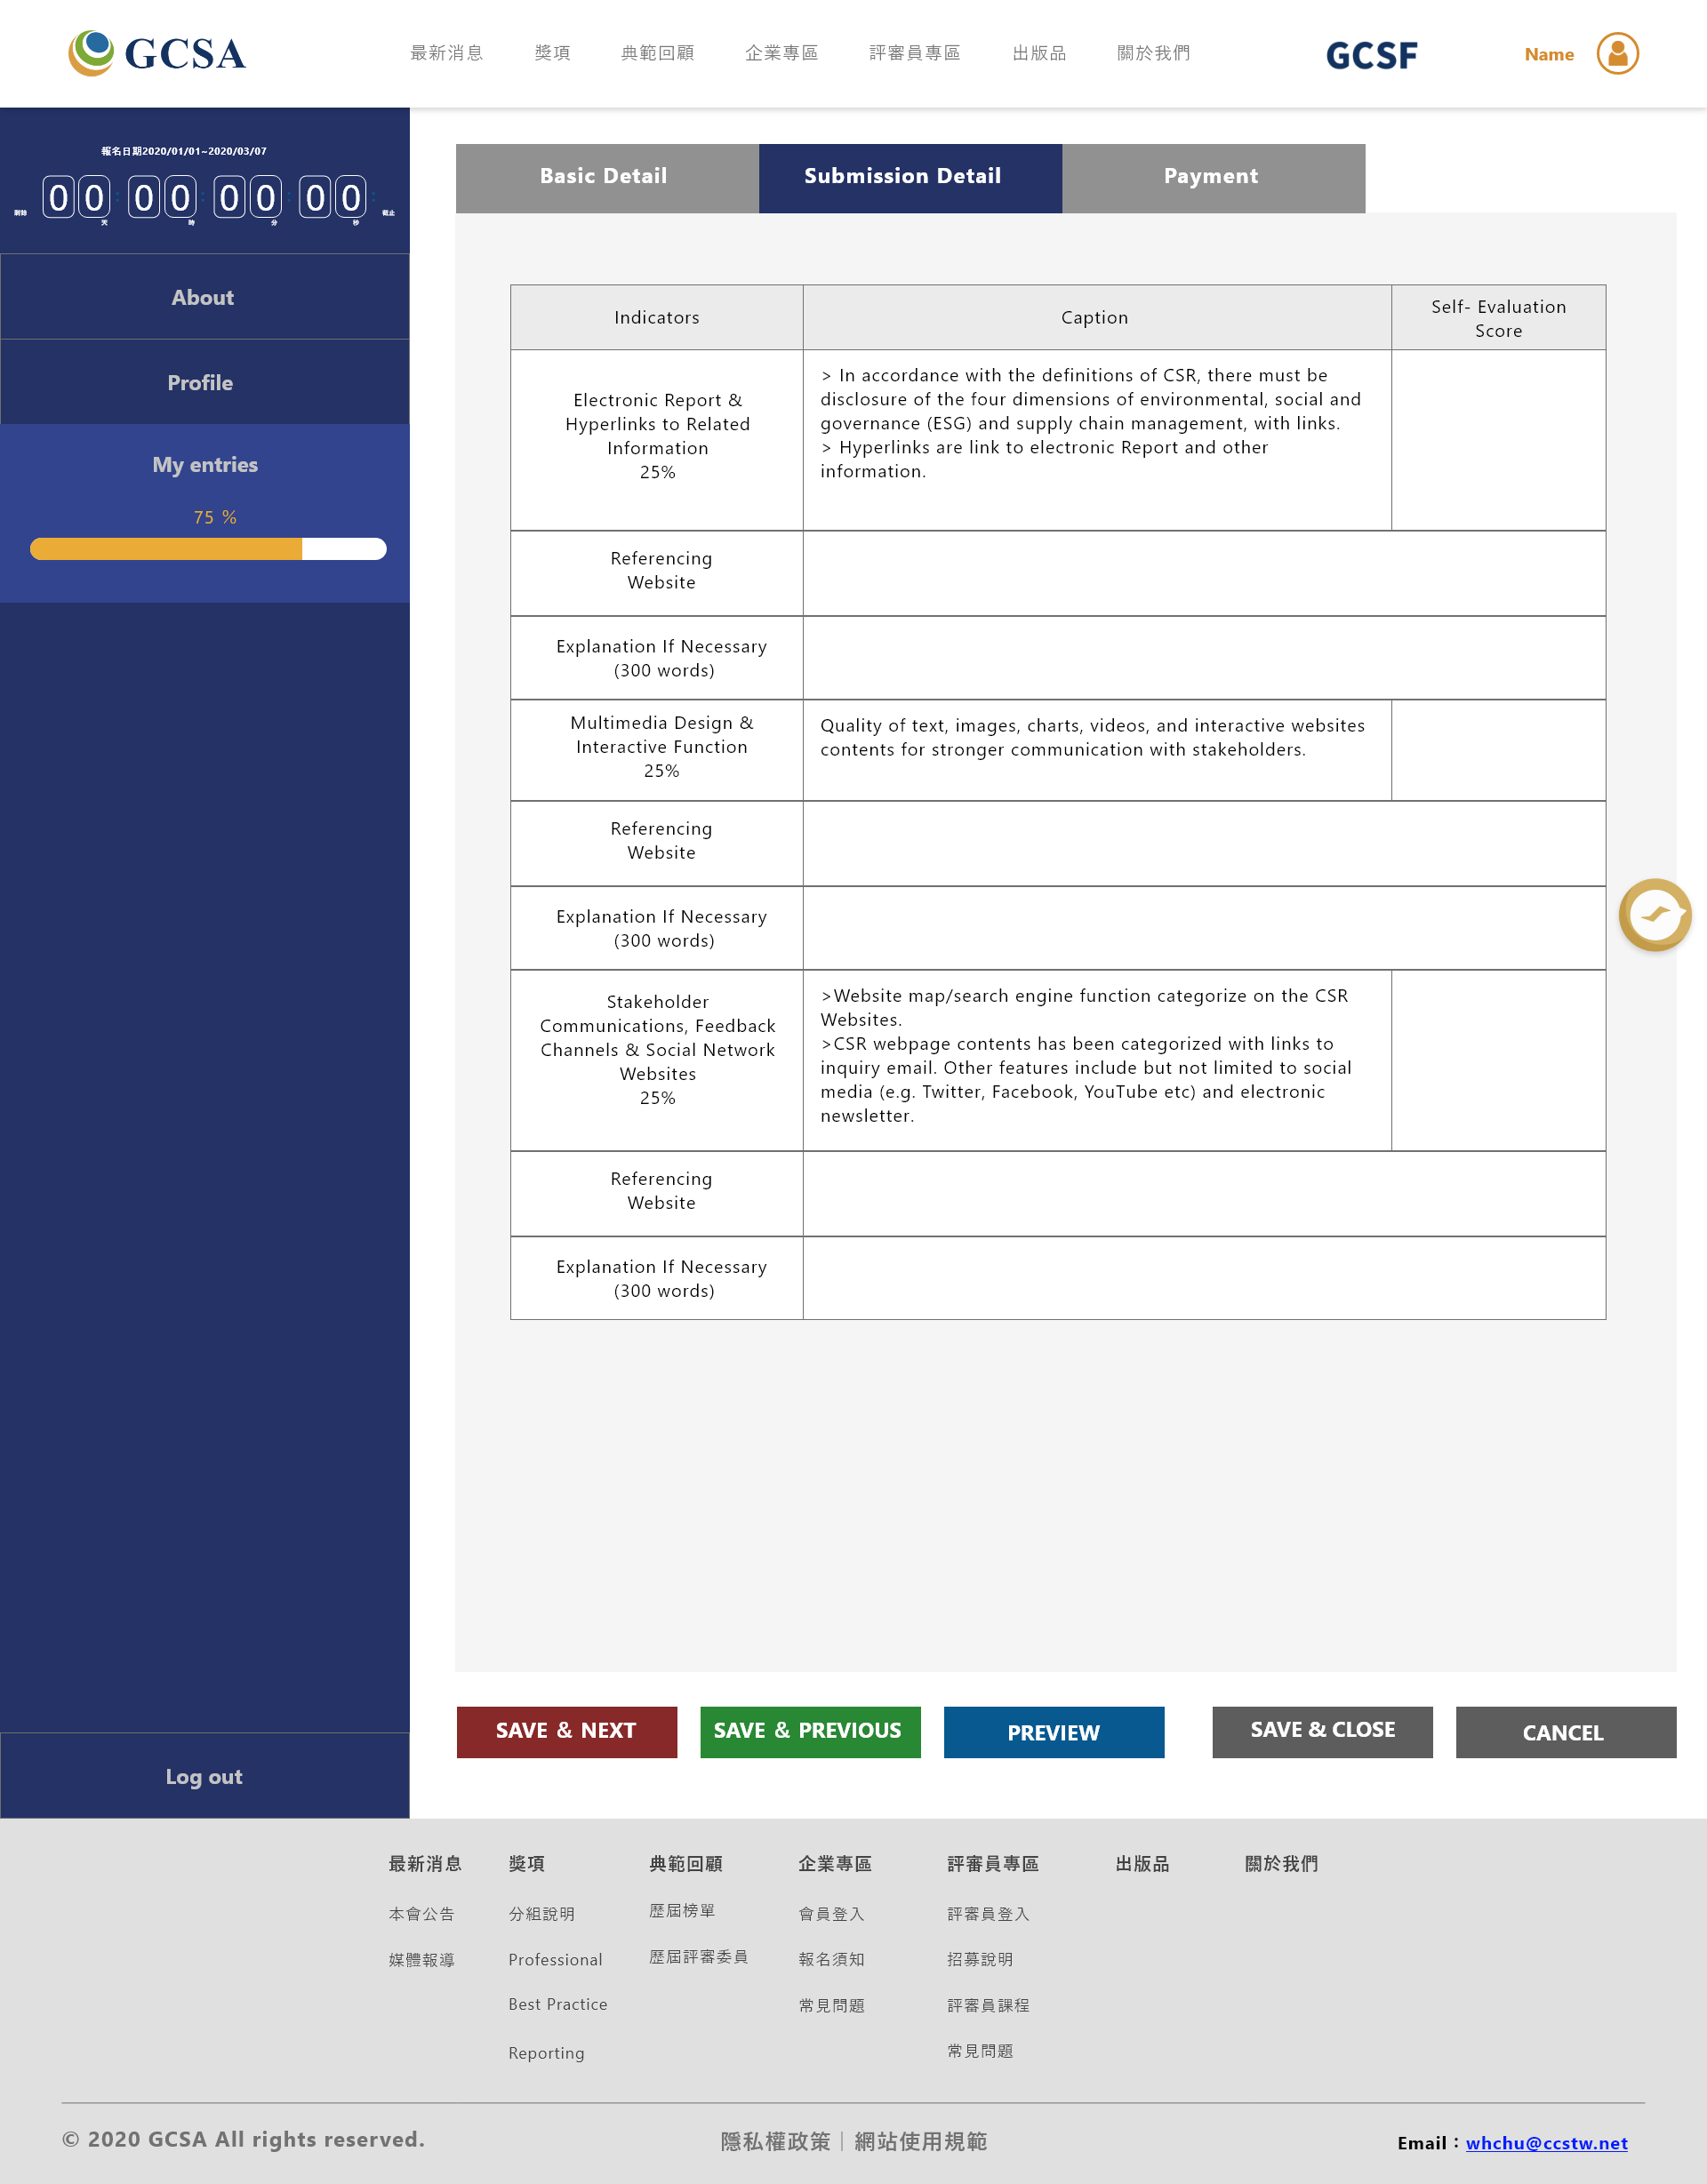 GCSA
最新消息 獎項 典範回顧 企業專區 評審員專區 出版品 關於我們
GCSF
Name
報名日期2020/01/01~2020/03/07
剩餘 00 : 00 : 00 : 00 : 截止
天 時 分 秒
About
Profile
My entries
75 %
Log out
Basic Detail Submission Detail Payment
Indicators Caption Self- Evaluation
Score
Electronic Report &
Hyperlinks to Related
Information
25%
> In accordance with the definitions of CSR, there must be
disclosure of the four dimensions of environmental, social and
governance (ESG) and supply chain management, with links.
> Hyperlinks are link to electronic Report and other
information.
Referencing
Website
Explanation If Necessary
(300 words)
Multimedia Design &
Interactive Function
25%
Quality of text, images, charts, videos, and interactive websites
contents for stronger communication with stakeholders.
Referencing
Website
Explanation If Necessary
(300 words)
Stakeholder
Communications, Feedback
Channels & Social Network
Websites
25%
>Website map/search engine function categorize on the CSR
Websites.
>CSR webpage contents has been categorized with links to
inquiry email. Other features include but not limited to social
media (e.g. Twitter, Facebook, YouTube etc) and electronic
newsletter.
Referencing
Website
Explanation If Necessary
(300 words)
SAVE & NEXT SAVE & PREVIOUS PREVIEW SAVE & CLOSE CANCEL
最新消息 獎項 典範回顧 企業專區 評審員專區 出版品 關於我們
本會公告 分組說明 歷屆榜單 會員登入 評審員登入
媒體報導 Professional 歷屆評審委員 報名須知 招募說明
Best Practice 常見問題 評審員課程
Reporting 常見問題
© 2020 GCSA All rights reserved.
隱私權政策｜網站使用規範
Email：whchu@ccstw.net